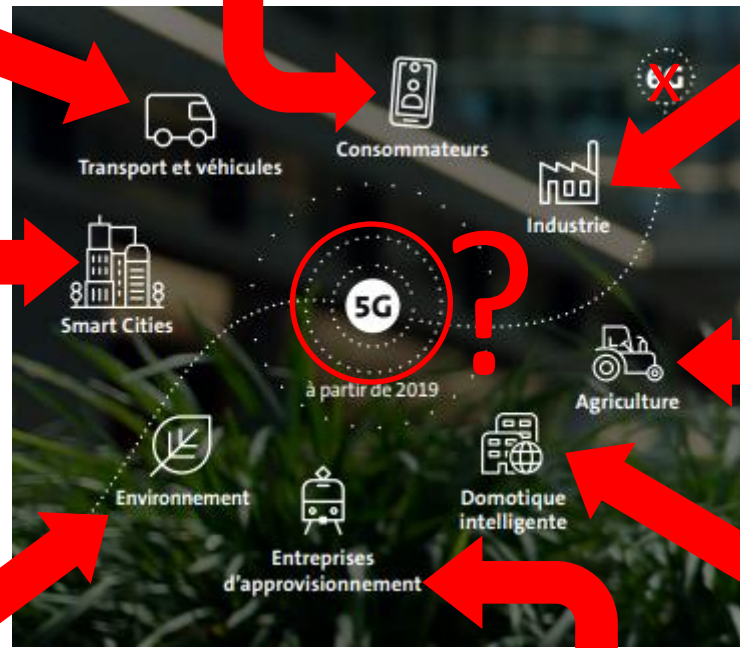 Consommateurs
6G
X
Transport et véhicules
Industrie
Smart Cities
5G
?
à partir de 2019
Agriculture
Environnement
Domotique
intelligente
Entreprises
d'approvisionnement